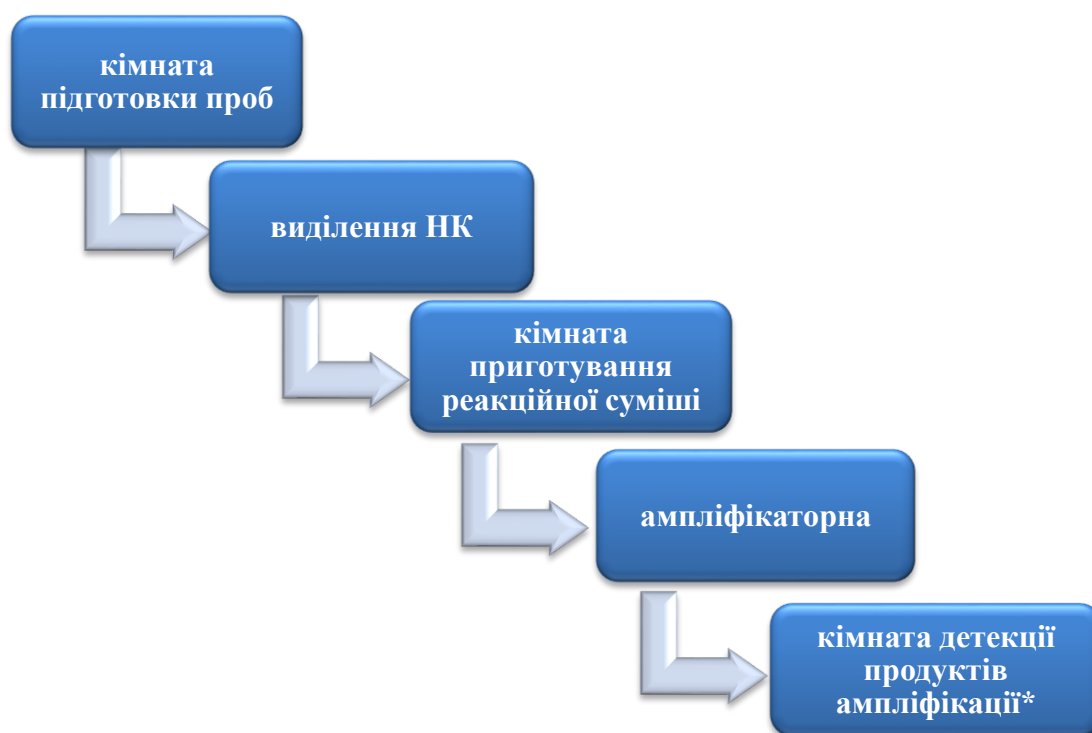 кімната
підготовки проб
виділення НК
кімната
приготування
реакційної суміші
ампліфікаторна
кімната детекції
продуктів
ампліфікації*